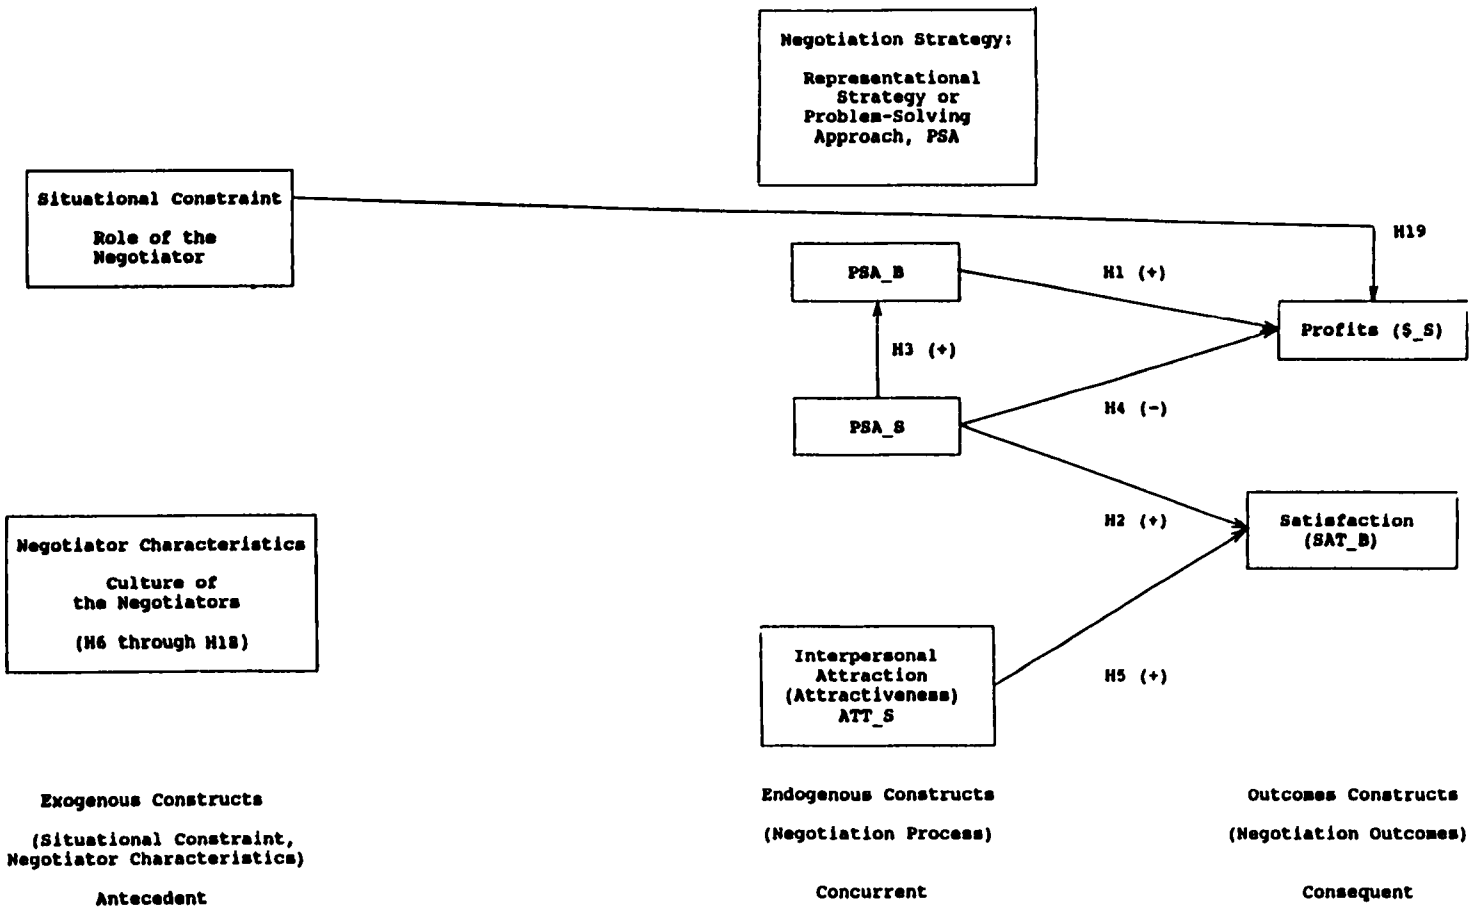 Negotiation Strategy:
Representational
Strategy or
Problem-Solving
Approach, PSA
Situational Constraint
Role of the
Negotiator
H19
PSA_B
H1 (+)
Profits ($_S)
H3 (+)
PSA_S
H4 (-)
Negotiator Characteristics
Culture of
the Negotiators
(H6 through H18)
H2 (+)
Satisfaction
(SAT_B)
Interpersonal
Attraction
(Attractiveness)
ATT_S
H5 (+)
Exogenous Constructs
(Situational Constraint,
Negotiator Characteristics)
Antecedent
Endogenous Constructs
(Negotiation Process)
Concurrent
Outcomes Constructs
(Negotiation Outcomes)
Consequent